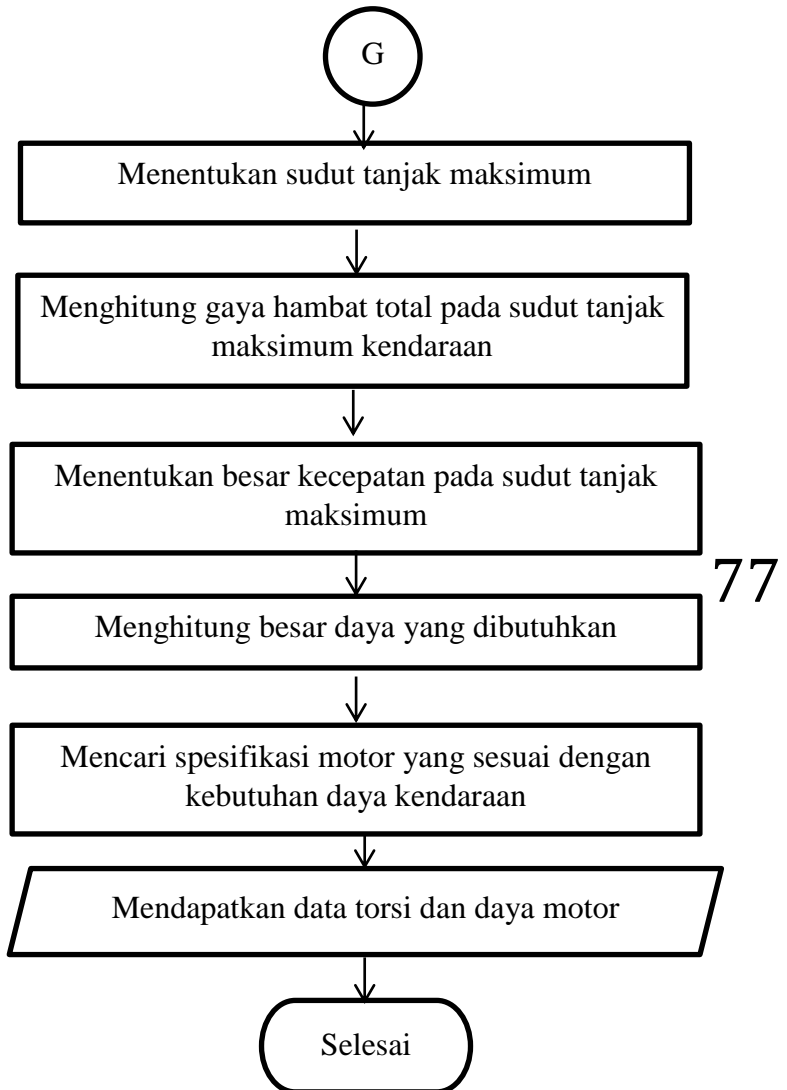 G
Menentukan sudut tanjak maksimum
Menghitung gaya hambat total pada sudut tanjak
maksimum kendaraan
Menentukan besar kecepatan pada sudut tanjak
maksimum
77
Menghitung besar daya yang dibutuhkan
Mencari spesifikasi motor yang sesuai dengan
kebutuhan daya kendaraan
Mendapatkan data torsi dan daya motor
Selesai